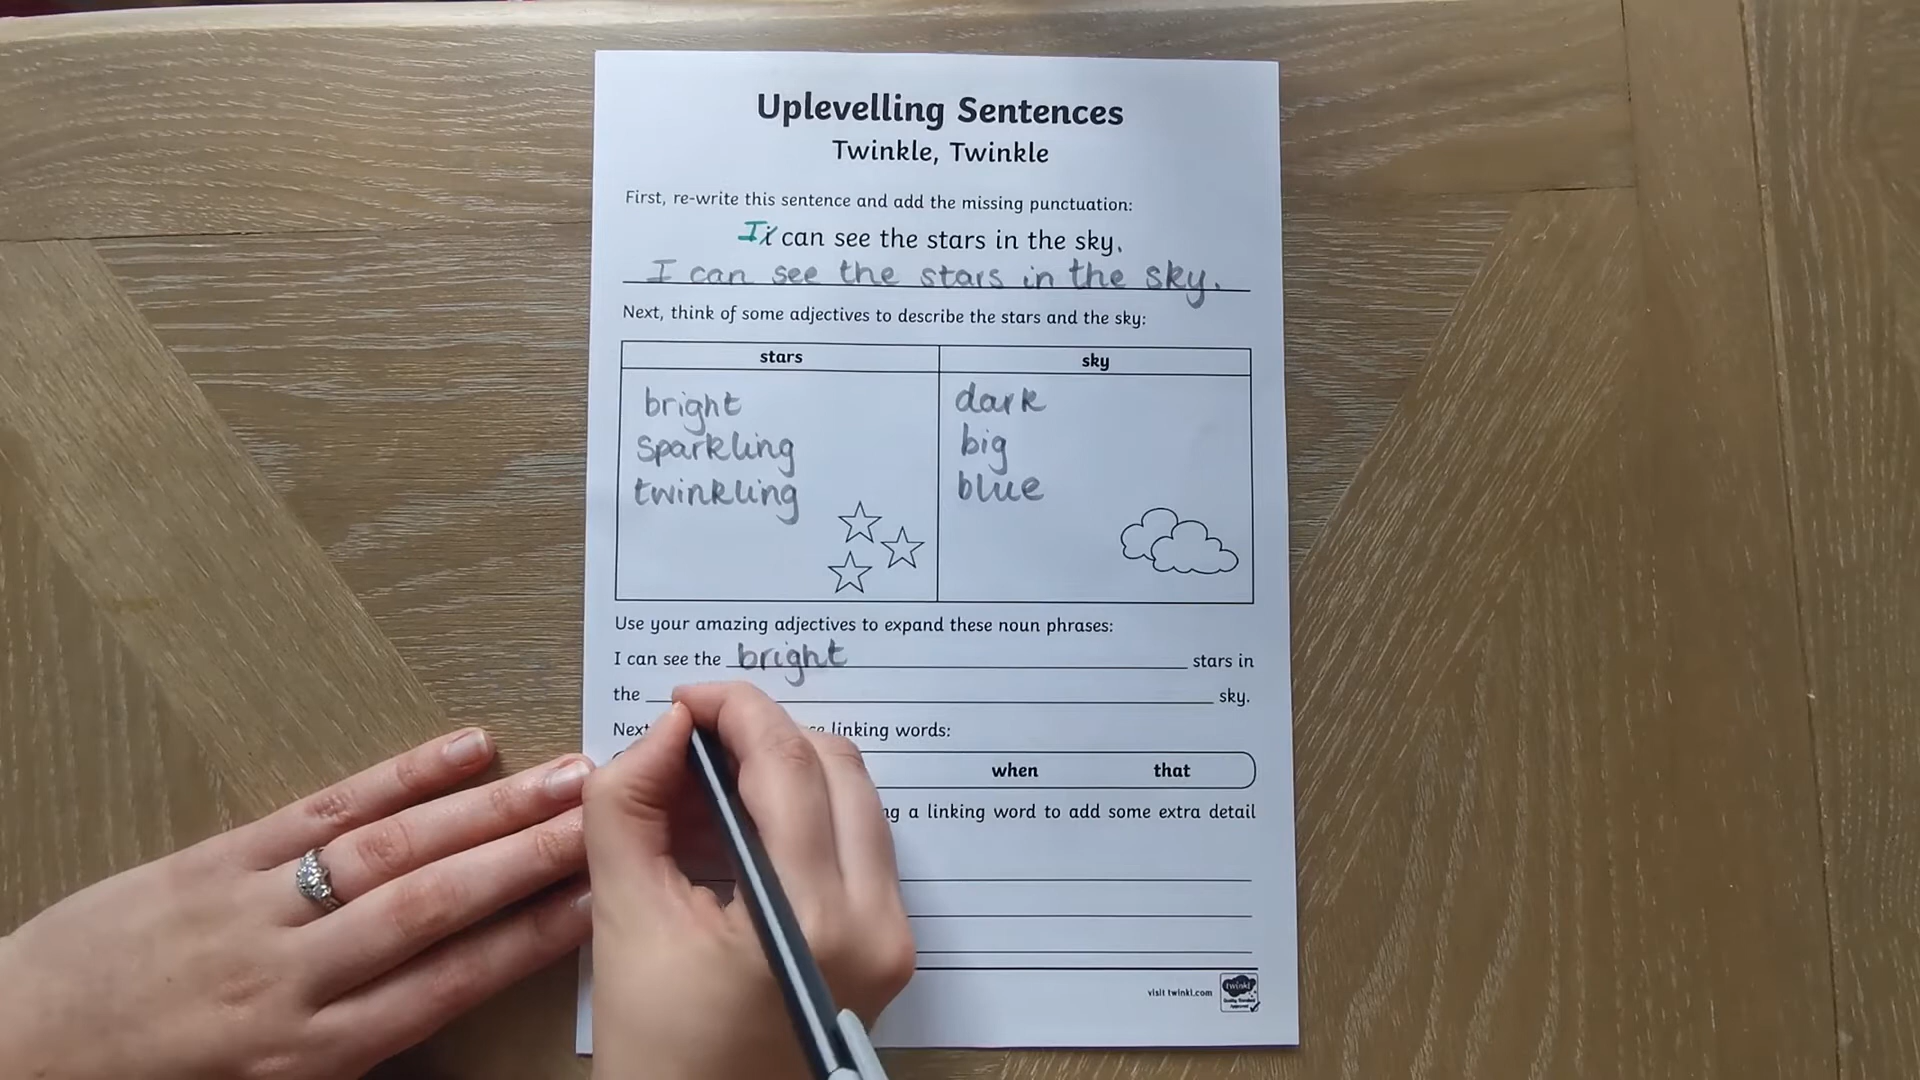 Uplevelling Sentences
Twinkle, Twinkle
First, re-write this sentence and add the missing punctuation:
I i can see the stars in the sky.
I can see the stars in the sky.
Next, think of some adjectives to describe the stars and the sky:
stars sky
bright dark
sparkling big
twinkling blue
Use your amazing adjectives to expand these noun phrases:
I can see the bright stars in
the sky.
Next linking words:
when that
a linking word to add some extra detail
visit twinkl.com
twinkl